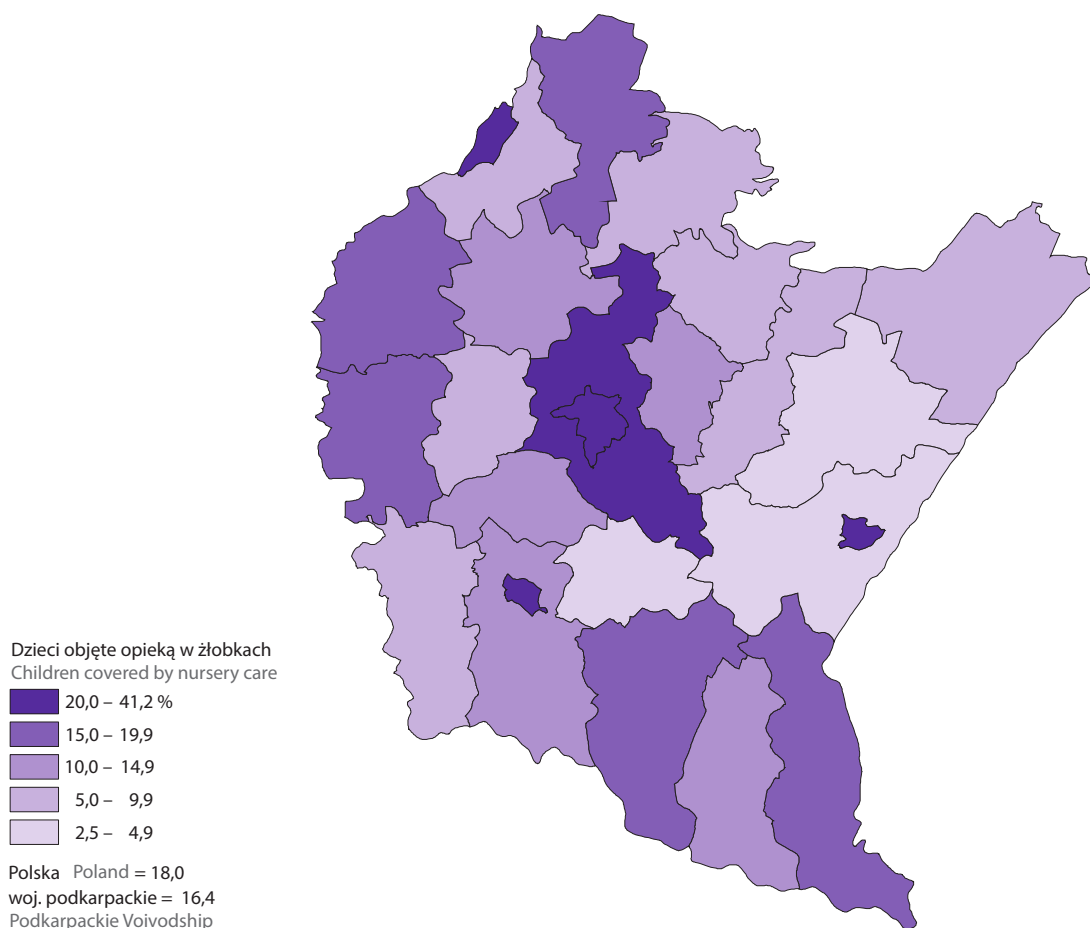 Dzieci objęte opieką w żłobkach
Children covered by nursery care
20,0 – 41,2 %
15,0 – 19,9
10,0 – 14,9
5,0 – 9,9
2,5 – 4,9
Polska Poland = 18,0
woj. podkarpackie = 16,4
Podkarpackie Voivodship